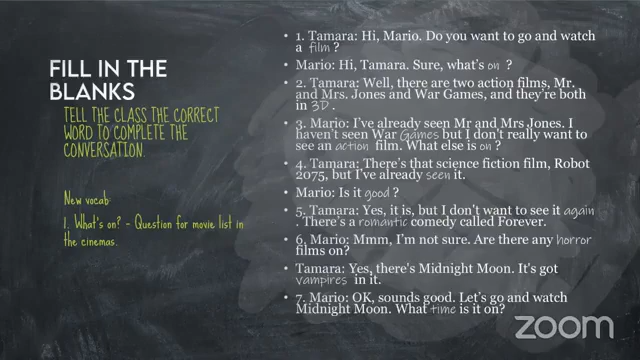 FILL IN THE
BLANKS
TELL THE CLASS THE CORRECT
WORD TO COMPLETE THE
CONVERSATION.
New vocab
1. What's on? - Question for movie list in
the cinemas.
• 1. Tamara: Hi, Mario. Do you want to go and watch
a film ?
• Mario: Hi, Tamara. Sure, what's on ?
• 2. Tamara: Well, there are two action films, Mr.
and Mrs. Jones and War Games, and they're both
in 3D .
• 3. Mario: I've already seen Mr and Mrs Jones. I
haven't seen War Games but I don't really want to
see an action film. What else is on ?
• 4. Tamara: There's that science fiction film, Robot
2075, but I've already seen it.
• Mario: Is it good ?
• 5. Tamara: Yes, it is, but I don't want to see it again
. There's a romantic comedy called Forever.
• 6. Mario: Mmm, I'm not sure. Are there any horror
films on?
• Tamara: Yes, there's Midnight Moon. It's got
vampires in it.
• 7. Mario: OK, sounds good. Let's go and watch
Midnight Moon. What time is it on?
zoom